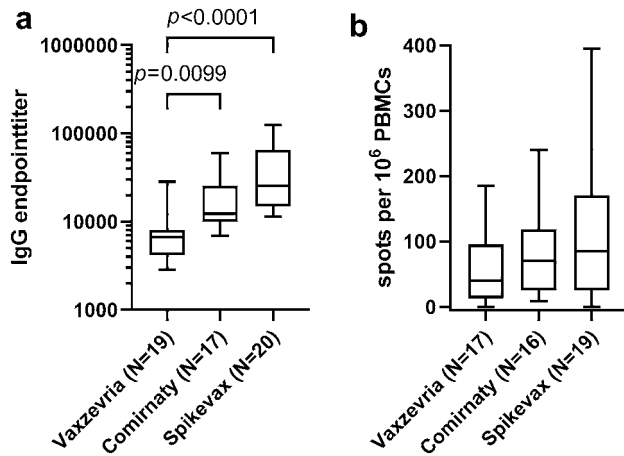 a
p<0.0001
p=0.0099
IgG endpointtiter
1000000
100000
10000
1000
Vaxzevria (N=19)
Comirnaty (N=17)
Spikevax (N=20)
b
spots per 10⁶ PBMCs
400
300
200
100
0
Vaxzevria (N=17)
Comirnaty (N=16)
Spikevax (N=19)